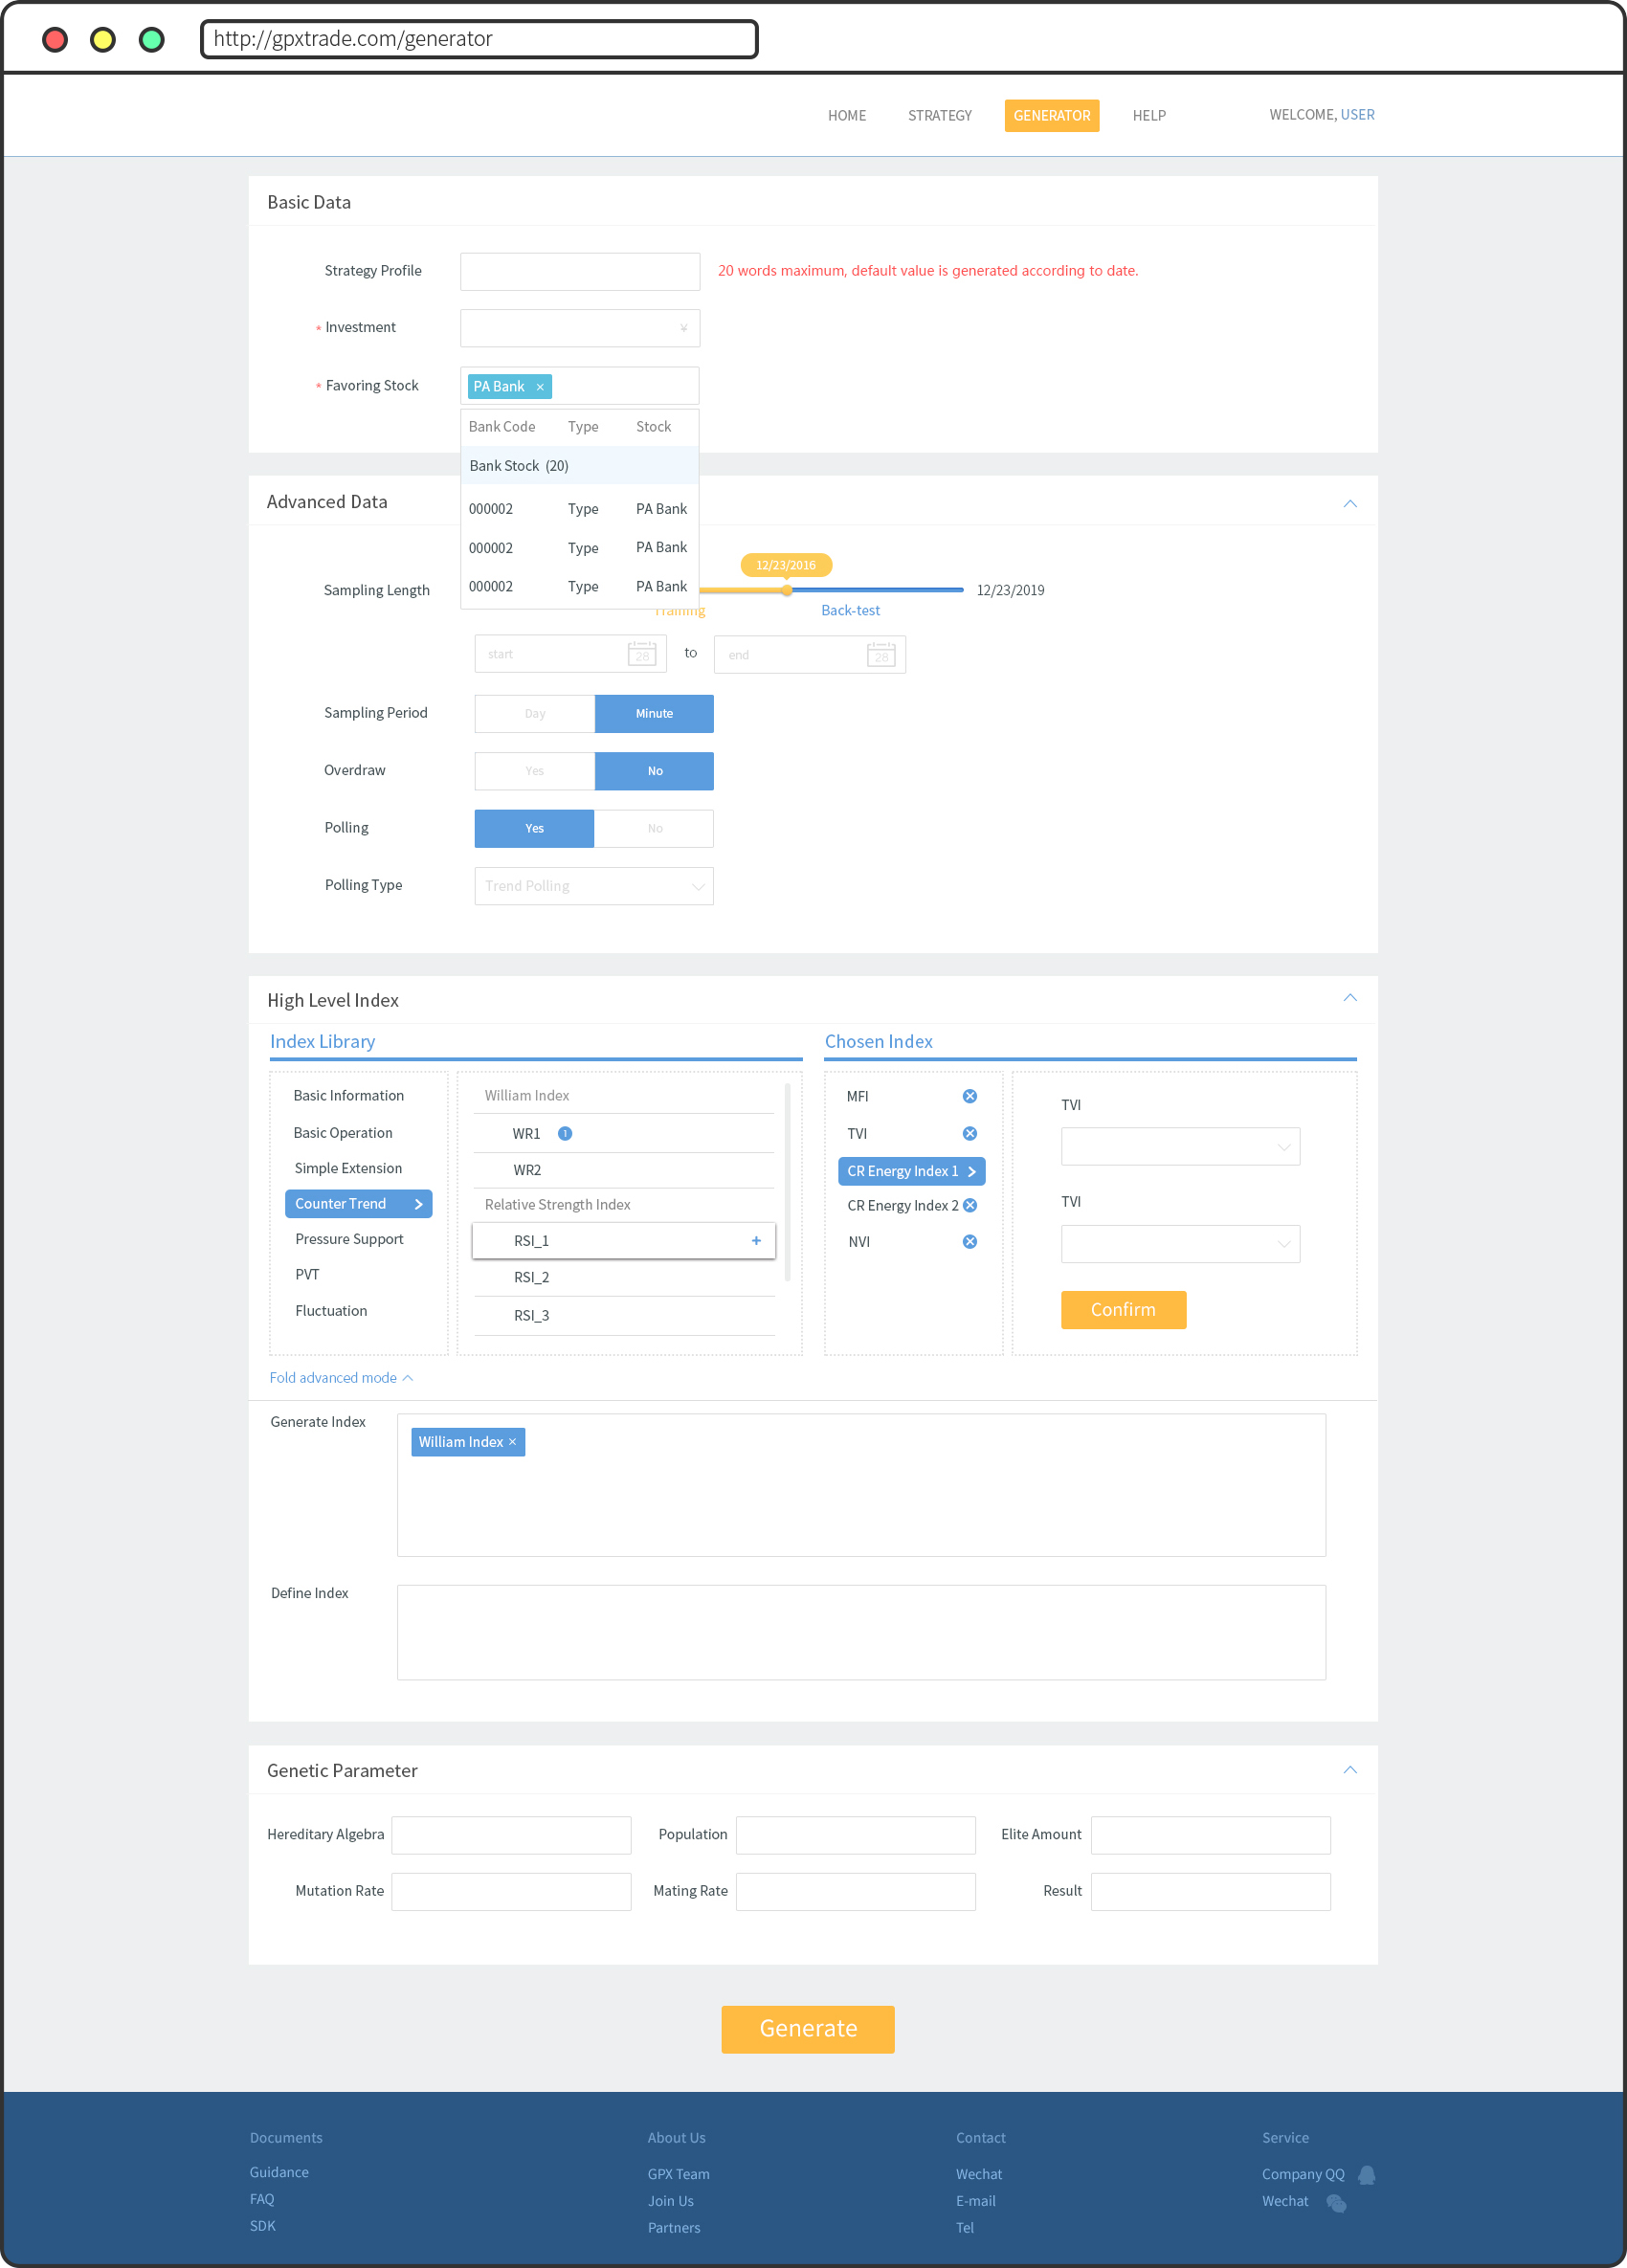 http://gpxtrade.com/generator
HOME STRATEGY GENERATOR HELP WELCOME, USER
Basic Data
Strategy Profile 20 words maximum, default value is generated according to date.
* Investment ¥
* Favoring Stock PA Bank ×
Bank Code Type Stock
Bank Stock (20)
Advanced Data
000002 Type PA Bank
000002 Type PA Bank
12/23/2016
Sampling Length 000002 Type PA Bank 12/23/2019
Training Back-test
start 28 to end 28
Sampling Period Day Minute
Overdraw Yes No
Polling Yes No
Polling Type Trend Polling
High Level Index
Index Library Chosen Index
Basic Information
Basic Operation
Simple Extension
Counter Trend
Pressure Support
PVT
Fluctuation
William Index
WR1 1
WR2
Relative Strength Index
RSI_1 +
RSI_2
RSI_3
MFI
TVI
CR Energy Index 1
CR Energy Index 2
NVI
TVI
TVI
Confirm
Fold advanced mode
Generate Index William Index ×
Define Index
Genetic Parameter
Hereditary Algebra Population Elite Amount
Mutation Rate Mating Rate Result
Generate
Documents
Guidance
FAQ
SDK
About Us
GPX Team
Join Us
Partners
Contact
Wechat
E-mail
Tel
Service
Company QQ
Wechat